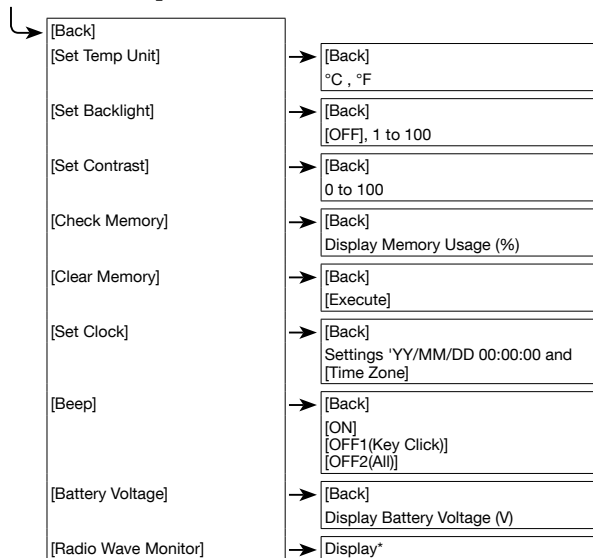 [Back]
[Set Temp Unit]
[Back]
°C , °F
[Set Backlight]
[Back]
[OFF], 1 to 100
[Set Contrast]
[Back]
0 to 100
[Check Memory]
[Back]
Display Memory Usage (%)
[Clear Memory]
[Back]
[Execute]
[Set Clock]
[Back]
Settings 'YY/MM/DD 00:00:00 and
[Time Zone]
[Beep]
[Back]
[ON]
[OFF1(Key Click)]
[OFF2(All)]
[Battery Voltage]
[Back]
Display Battery Voltage (V)
[Radio Wave Monitor]
Display*